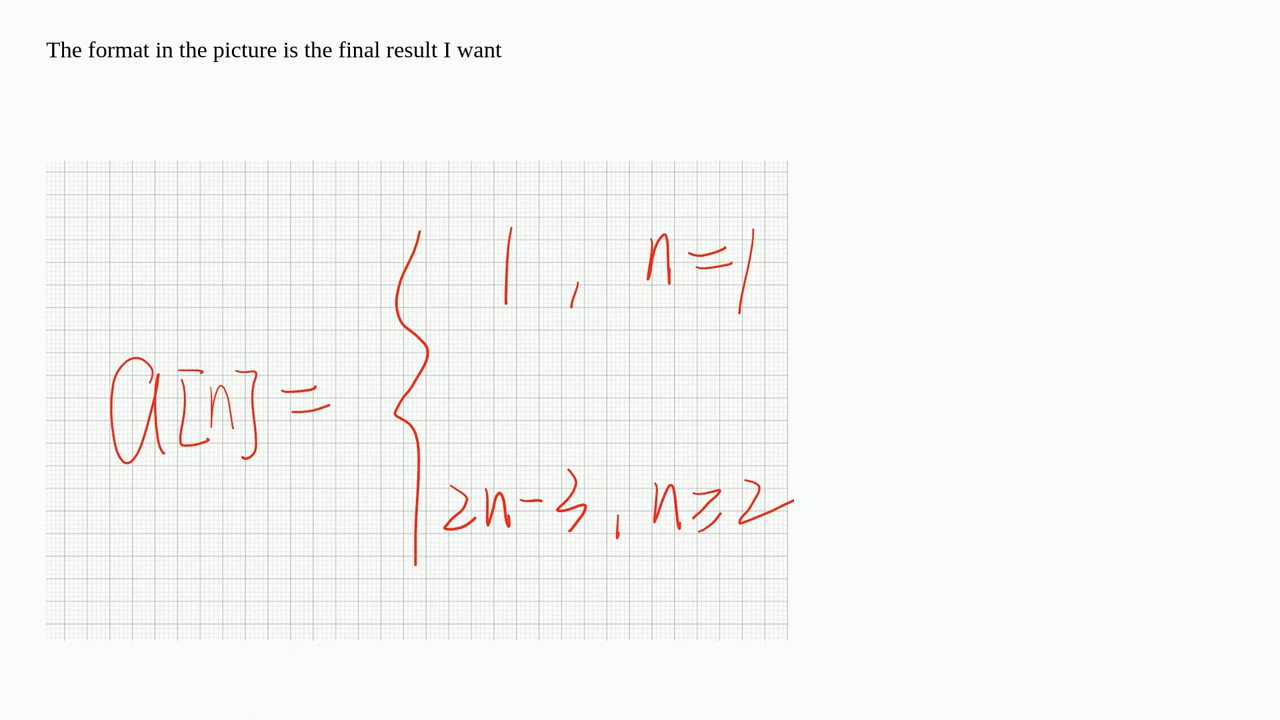 The format in the picture is the final result I want
1 , n=1
a[n]=
2n-3, n≥2